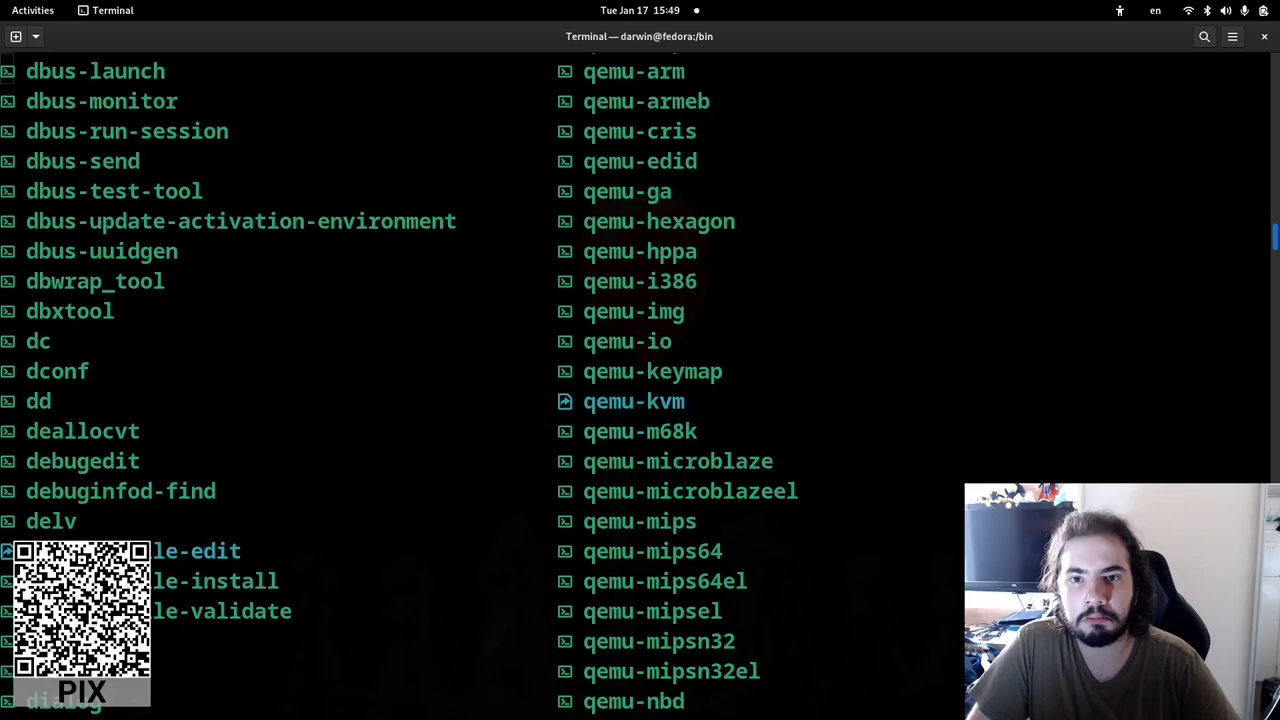 Activities
Terminal
Tue Jan 17 15:49
en
Terminal — darwin@fedora:/bin
dbus-launch
dbus-monitor
dbus-run-session
dbus-send
dbus-test-tool
dbus-update-activation-environment
dbus-uuidgen
dbwrap_tool
dbxtool
dc
dconf
dd
deallocvt
debugedit
debuginfod-find
delv
le-edit
le-install
le-validate
dialog
PIX
qemu-arm
qemu-armeb
qemu-cris
qemu-edid
qemu-ga
qemu-hexagon
qemu-hppa
qemu-i386
qemu-img
qemu-io
qemu-keymap
qemu-kvm
qemu-m68k
qemu-microblaze
qemu-microblazeel
qemu-mips
qemu-mips64
qemu-mips64el
qemu-mipsel
qemu-mipsn32
qemu-mipsn32el
qemu-nbd